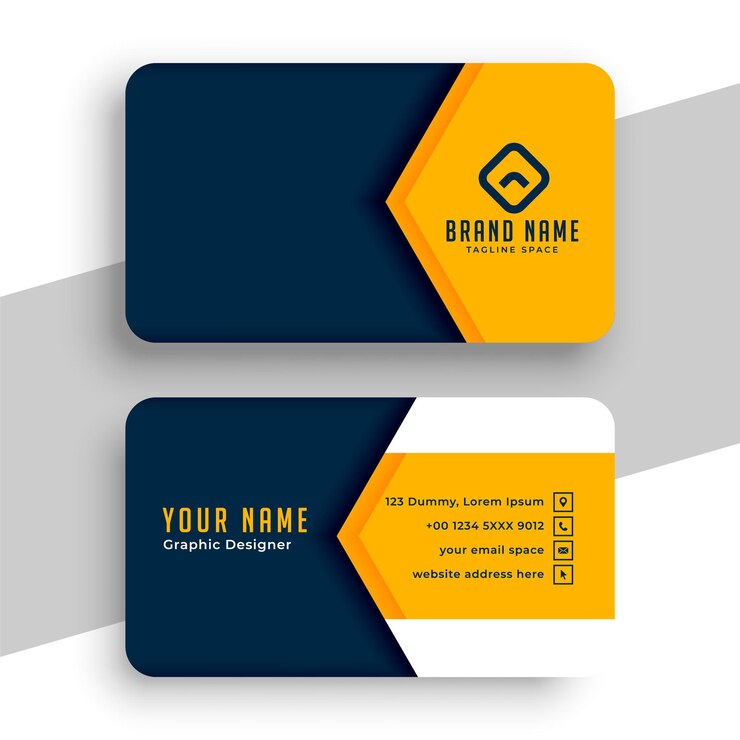 BRAND NAME
TAGLINE SPACE
YOUR NAME
Graphic Designer
123 Dummy, Lorem Ipsum
+00 1234 5XXX 9012
your email space
website address here